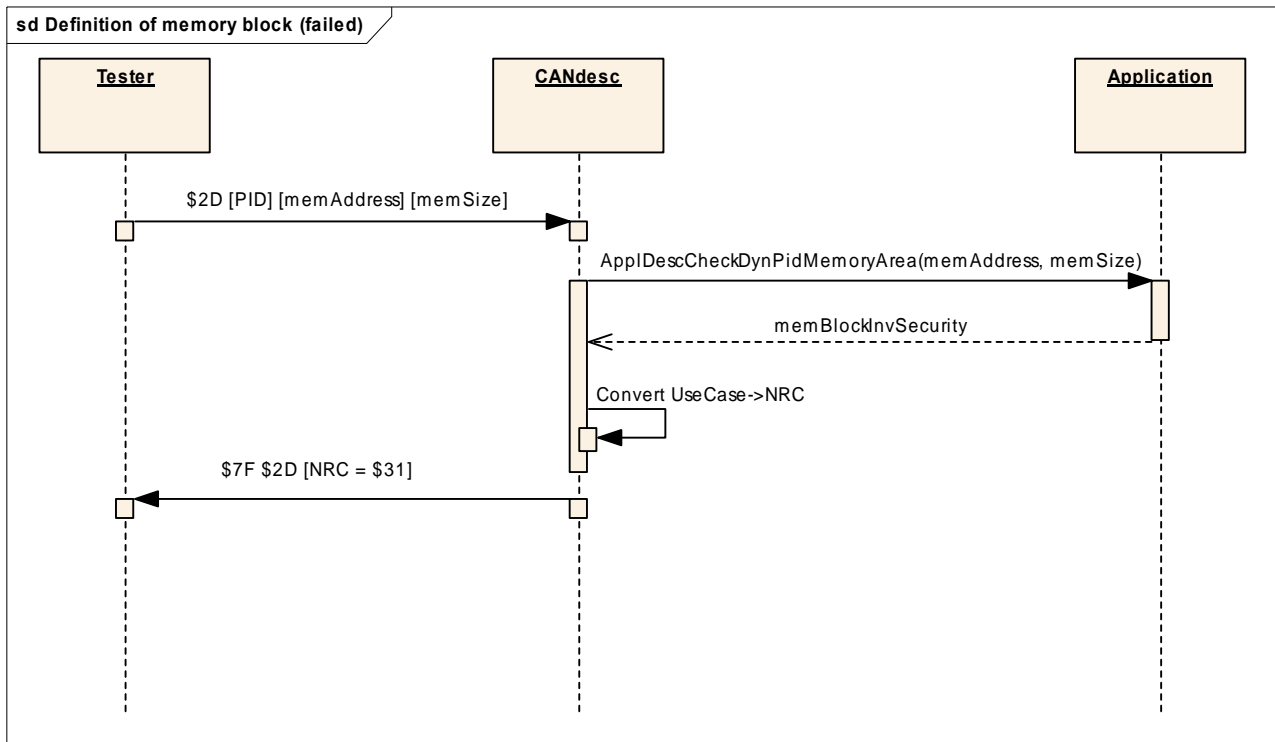 sd Definition of memory block (failed)
Tester
CANdesc
Application
$2D [PID] [memAddress] [memSize]
ApplDescCheckDynPidMemoryArea(memAddress, memSize)
memBlockInvSecurity
Convert UseCase->NRC
$7F $2D [NRC = $31]